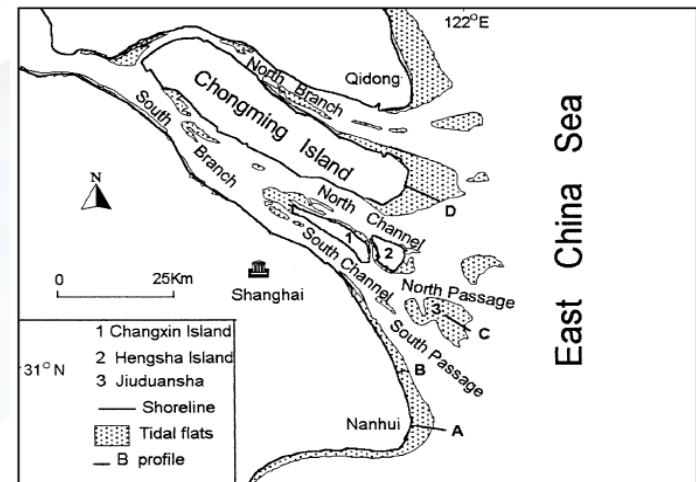 122°E
Qidong
North Branch
Chongming Island
South Branch
N
D
North Channel
1
2
South Channel
0 25Km
Shanghai
North Passage
3
C
South Passage
East China Sea
1 Changxin Island
2 Hengsha Island
3 Jiuduansha
Shoreline
Tidal flats
B profile
31°N
B
Nanhui
A